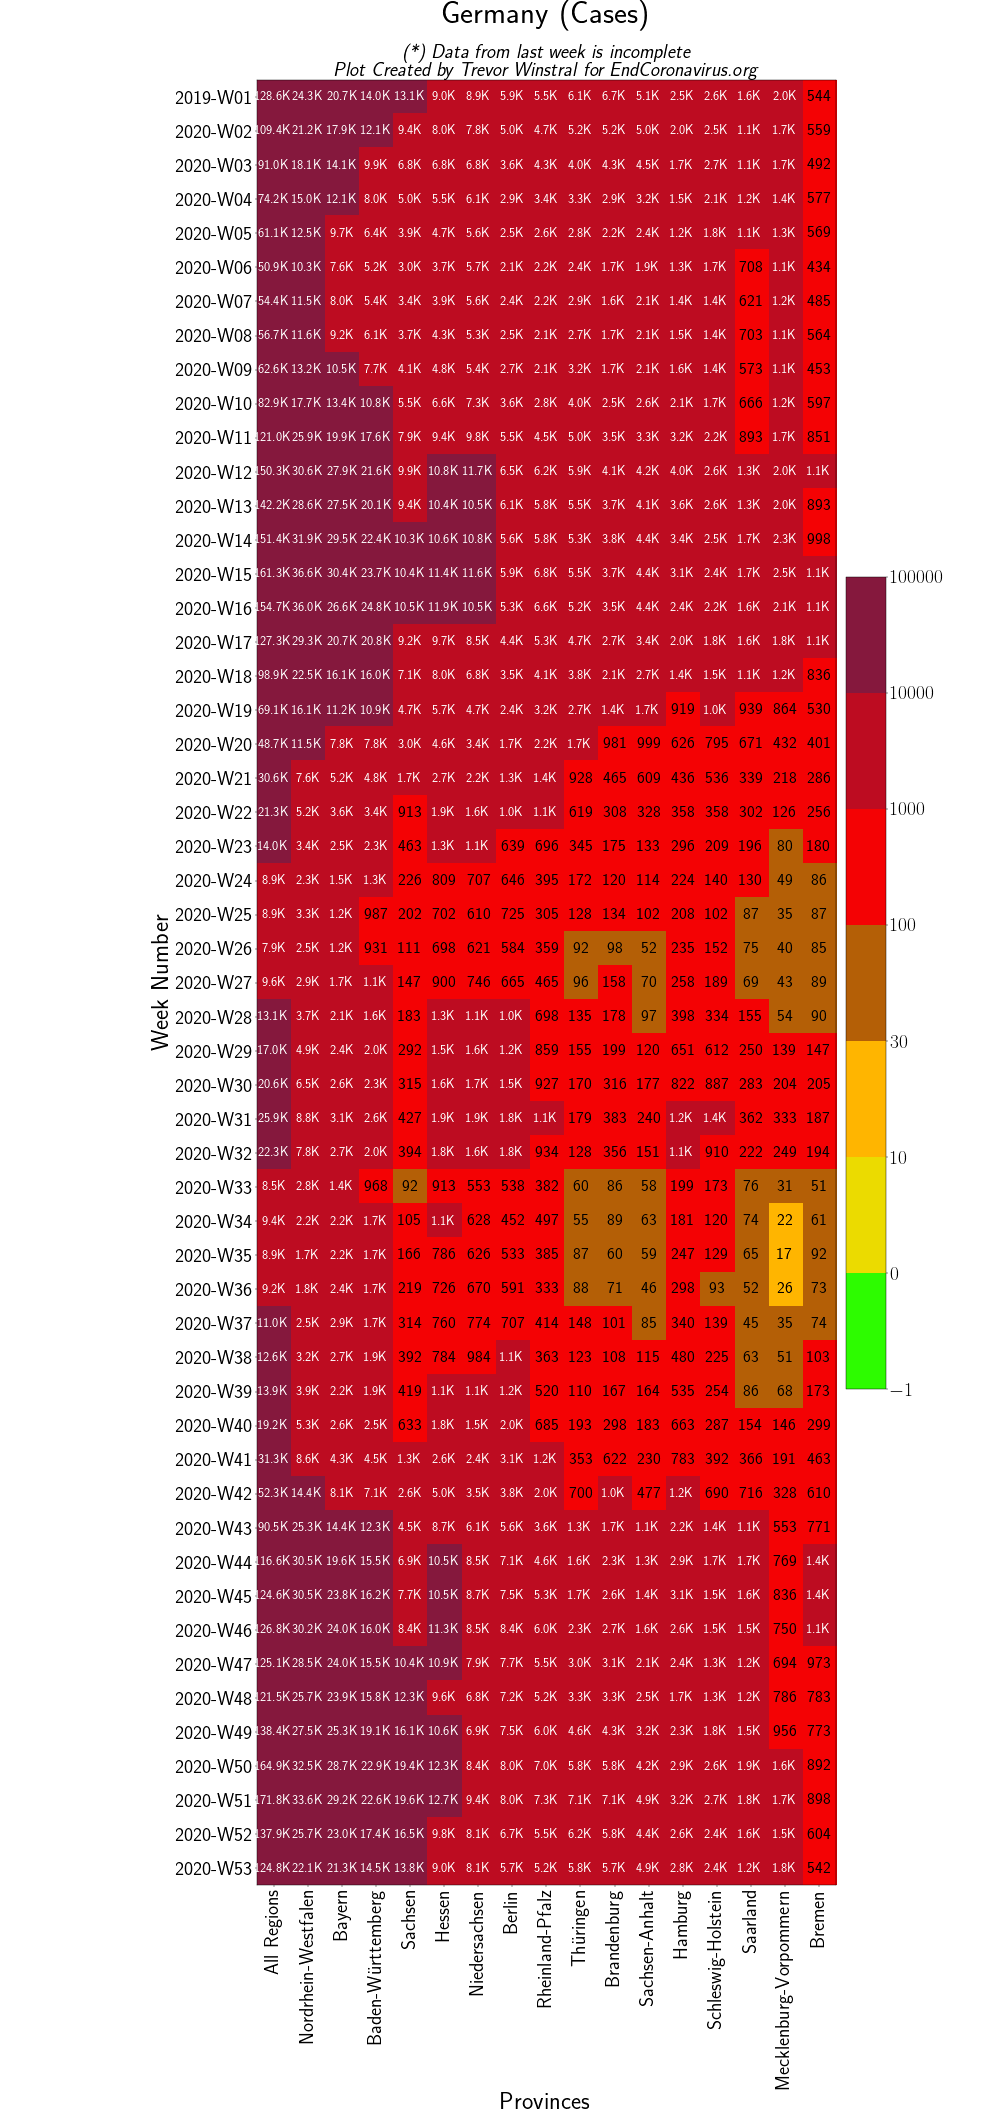 Germany (Cases)
(*) Data from last week is incomplete
Plot Created by Trevor Winstral for EndCoronavirus.org
2019-W01 128.6K 24.3K 20.7K 14.0K 13.1K 9.0K 8.9K 5.9K 5.5K 6.1K 6.7K 5.1K 2.5K 2.6K 1.6K 2.0K 544
2020-W02 109.4K 21.2K 17.9K 12.1K 9.4K 8.0K 7.8K 5.0K 4.7K 5.2K 5.2K 5.0K 2.0K 2.5K 1.1K 1.7K 559
2020-W03 91.0K 18.1K 14.1K 9.9K 6.8K 6.8K 6.8K 3.6K 4.3K 4.0K 4.3K 4.5K 1.7K 2.7K 1.1K 1.7K 492
2020-W04 74.2K 15.0K 12.1K 8.0K 5.0K 5.5K 6.1K 2.9K 3.4K 3.3K 2.9K 3.2K 1.5K 2.1K 1.2K 1.4K 577
2020-W05 61.1K 12.5K 9.7K 6.4K 3.9K 4.7K 5.6K 2.5K 2.6K 2.8K 2.2K 2.4K 1.2K 1.8K 1.1K 1.3K 569
2020-W06 50.9K 10.3K 7.6K 5.2K 3.0K 3.7K 5.7K 2.1K 2.2K 2.4K 1.7K 1.9K 1.3K 1.7K 708 1.1K 434
2020-W07 54.4K 11.5K 8.0K 5.4K 3.4K 3.9K 5.6K 2.4K 2.2K 2.9K 1.6K 2.1K 1.4K 1.4K 621 1.2K 485
2020-W08 56.7K 11.6K 9.2K 6.1K 3.7K 4.3K 5.3K 2.5K 2.1K 2.7K 1.7K 2.1K 1.5K 1.4K 703 1.1K 564
2020-W09 62.6K 13.2K 10.5K 7.7K 4.1K 4.8K 5.4K 2.7K 2.1K 3.2K 1.7K 2.1K 1.6K 1.4K 573 1.1K 453
2020-W10 82.9K 17.7K 13.4K 10.8K 5.5K 6.6K 7.3K 3.6K 2.8K 4.0K 2.5K 2.6K 2.1K 1.7K 666 1.2K 597
2020-W11 121.0K 25.9K 19.9K 17.6K 7.9K 9.4K 9.8K 5.5K 4.5K 5.0K 3.5K 3.3K 3.2K 2.2K 893 1.7K 851
2020-W12 150.3K 30.6K 27.9K 21.6K 9.9K 10.8K 11.7K 6.5K 6.2K 5.9K 4.1K 4.2K 4.0K 2.6K 1.3K 2.0K 1.1K
2020-W13 142.2K 28.6K 27.5K 20.1K 9.4K 10.4K 10.5K 6.1K 5.8K 5.5K 3.7K 4.1K 3.6K 2.6K 1.3K 2.0K 893
2020-W14 151.4K 31.9K 29.5K 22.4K 10.3K 10.6K 10.8K 5.6K 5.8K 5.3K 3.8K 4.4K 3.4K 2.5K 1.7K 2.3K 998
2020-W15 161.3K 36.6K 30.4K 23.7K 10.4K 11.4K 11.6K 5.9K 6.8K 5.5K 3.7K 4.4K 3.1K 2.4K 1.7K 2.5K 1.1K
2020-W16 154.7K 36.0K 26.6K 24.8K 10.5K 11.9K 10.5K 5.3K 6.6K 5.2K 3.5K 4.4K 2.4K 2.2K 1.6K 2.1K 1.1K
2020-W17 127.3K 29.3K 20.7K 20.8K 9.2K 9.7K 8.5K 4.4K 5.3K 4.7K 2.7K 3.4K 2.0K 1.8K 1.6K 1.8K 1.1K
2020-W18 98.9K 22.5K 16.1K 16.0K 7.1K 8.0K 6.8K 3.5K 4.1K 3.8K 2.1K 2.7K 1.4K 1.5K 1.1K 1.2K 836
2020-W19 69.1K 16.1K 11.2K 10.9K 4.7K 5.7K 4.7K 2.4K 3.2K 2.7K 1.4K 1.7K 919 1.0K 939 864 530
2020-W20 48.7K 11.5K 7.8K 7.8K 3.0K 4.6K 3.4K 1.7K 2.2K 1.7K 981 999 626 795 671 432 401
2020-W21 30.6K 7.6K 5.2K 4.8K 1.7K 2.7K 2.2K 1.3K 1.4K 928 465 609 436 536 339 218 286
2020-W22 21.3K 5.2K 3.6K 3.4K 913 1.9K 1.6K 1.0K 1.1K 619 308 328 358 358 302 126 256
2020-W23 14.0K 3.4K 2.5K 2.3K 463 1.3K 1.1K 639 696 345 175 133 296 209 196 80 180
2020-W24 8.9K 2.3K 1.5K 1.3K 226 809 707 646 395 172 120 114 224 140 130 49 86
2020-W25 8.9K 3.3K 1.2K 987 202 702 610 725 305 128 134 102 208 102 87 35 87
2020-W26 7.9K 2.5K 1.2K 931 111 698 621 584 359 92 98 52 235 152 75 40 85
2020-W27 9.6K 2.9K 1.7K 1.1K 147 900 746 665 465 96 158 70 258 189 69 43 89
2020-W28 13.1K 3.7K 2.1K 1.6K 183 1.3K 1.1K 1.0K 698 135 178 97 398 334 155 54 90
2020-W29 17.0K 4.9K 2.4K 2.0K 292 1.5K 1.6K 1.2K 859 155 199 120 651 612 250 139 147
2020-W30 20.6K 6.5K 2.6K 2.3K 315 1.6K 1.7K 1.5K 927 170 316 177 822 887 283 204 205
2020-W31 25.9K 8.8K 3.1K 2.6K 427 1.9K 1.9K 1.8K 1.1K 179 383 240 1.2K 1.4K 362 333 187
2020-W32 22.3K 7.8K 2.7K 2.0K 394 1.8K 1.6K 1.8K 934 128 356 151 1.1K 910 222 249 194
2020-W33 8.5K 2.8K 1.4K 968 92 913 553 538 382 60 86 58 199 173 76 31 51
2020-W34 9.4K 2.2K 2.2K 1.7K 105 1.1K 628 452 497 55 89 63 181 120 74 22 61
2020-W35 8.9K 1.7K 2.2K 1.7K 166 786 626 533 385 87 60 59 247 129 65 17 92
2020-W36 9.2K 1.8K 2.4K 1.7K 219 726 670 591 333 88 71 46 298 93 52 26 73
2020-W37 11.0K 2.5K 2.9K 1.7K 314 760 774 707 414 148 101 85 340 139 45 35 74
2020-W38 12.6K 3.2K 2.7K 1.9K 392 784 984 1.1K 363 123 108 115 480 225 63 51 103
2020-W39 13.9K 3.9K 2.2K 1.9K 419 1.1K 1.1K 1.2K 520 110 167 164 535 254 86 68 173
2020-W40 19.2K 5.3K 2.6K 2.5K 633 1.8K 1.5K 2.0K 685 193 298 183 663 287 154 146 299
2020-W41 31.3K 8.6K 4.3K 4.5K 1.3K 2.6K 2.4K 3.1K 1.2K 353 622 230 783 392 366 191 463
2020-W42 52.3K 14.4K 8.1K 7.1K 2.6K 5.0K 3.5K 3.8K 2.0K 700 1.0K 477 1.2K 690 716 328 610
2020-W43 90.5K 25.3K 14.4K 12.3K 4.5K 8.7K 6.1K 5.6K 3.6K 1.3K 1.7K 1.1K 2.2K 1.4K 1.1K 553 771
2020-W44 116.6K 30.5K 19.6K 15.5K 6.9K 10.5K 8.5K 7.1K 4.6K 1.6K 2.3K 1.3K 2.9K 1.7K 1.7K 769 1.4K
2020-W45 124.6K 30.5K 23.8K 16.2K 7.7K 10.5K 8.7K 7.5K 5.3K 1.7K 2.6K 1.4K 3.1K 1.5K 1.6K 836 1.4K
2020-W46 126.8K 30.2K 24.0K 16.0K 8.4K 11.3K 8.5K 8.4K 6.0K 2.3K 2.7K 1.6K 2.6K 1.5K 1.5K 750 1.1K
2020-W47 125.1K 28.5K 24.0K 15.5K 10.4K 10.9K 7.9K 7.7K 5.5K 3.0K 3.1K 2.1K 2.4K 1.3K 1.2K 694 973
2020-W48 121.5K 25.7K 23.9K 15.8K 12.3K 9.6K 6.8K 7.2K 5.2K 3.3K 3.3K 2.5K 1.7K 1.3K 1.2K 786 783
2020-W49 138.4K 27.5K 25.3K 19.1K 16.1K 10.6K 6.9K 7.5K 6.0K 4.6K 4.3K 3.2K 2.3K 1.8K 1.5K 956 773
2020-W50 164.9K 32.5K 28.7K 22.9K 19.4K 12.3K 8.4K 8.0K 7.0K 5.8K 5.8K 4.2K 2.9K 2.6K 1.9K 1.6K 892
2020-W51 171.8K 33.6K 29.2K 22.6K 19.6K 12.7K 9.4K 8.0K 7.3K 7.1K 7.1K 4.9K 3.2K 2.7K 1.8K 1.7K 898
2020-W52 137.9K 25.7K 23.0K 17.4K 16.5K 9.8K 8.1K 6.7K 5.5K 6.2K 5.8K 4.4K 2.6K 2.4K 1.6K 1.5K 604
2020-W53 124.8K 22.1K 21.3K 14.5K 13.8K 9.0K 8.1K 5.7K 5.2K 5.8K 5.7K 4.9K 2.8K 2.4K 1.2K 1.8K 542
Week Number
All Regions
Nordrhein-Westfalen
Bayern
Baden-Württemberg
Sachsen
Hessen
Niedersachsen
Berlin
Rheinland-Pfalz
Thüringen
Brandenburg
Sachsen-Anhalt
Hamburg
Schleswig-Holstein
Saarland
Mecklenburg-Vorpommern
Bremen
Provinces
100000
10000
1000
100
30
10
0
−1